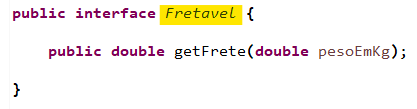 public interface Fretavel {
public double getFrete(double pesoEmKg);
}